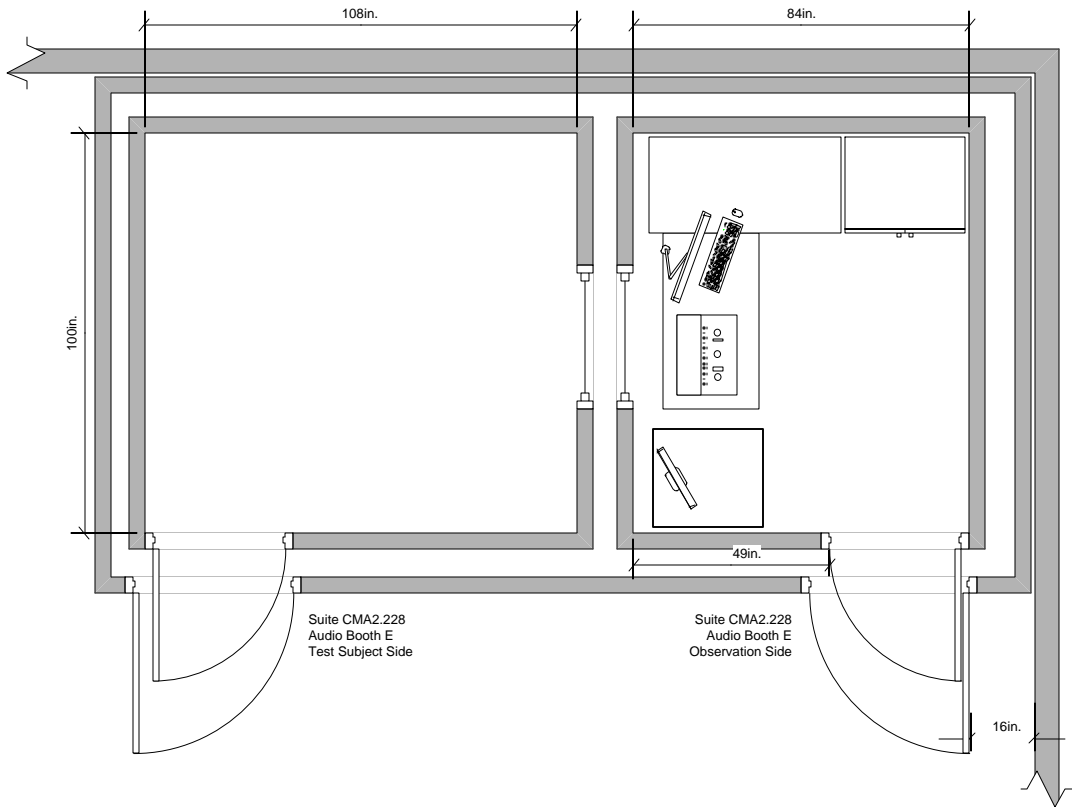 108in.
84in.
100in.
49in.
Suite CMA2.228
Audio Booth E
Test Subject Side
Suite CMA2.228
Audio Booth E
Observation Side
16in.